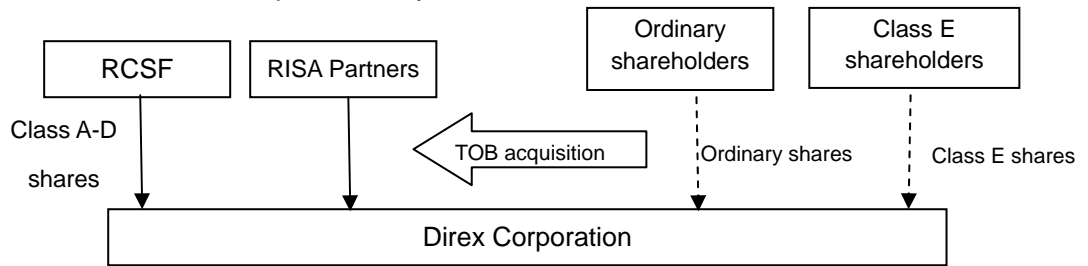 RCSF
RISA Partners
Ordinary
shareholders
Class E
shareholders
Class A-D
shares
TOB acquisition
Ordinary shares
Class E shares
Direx Corporation